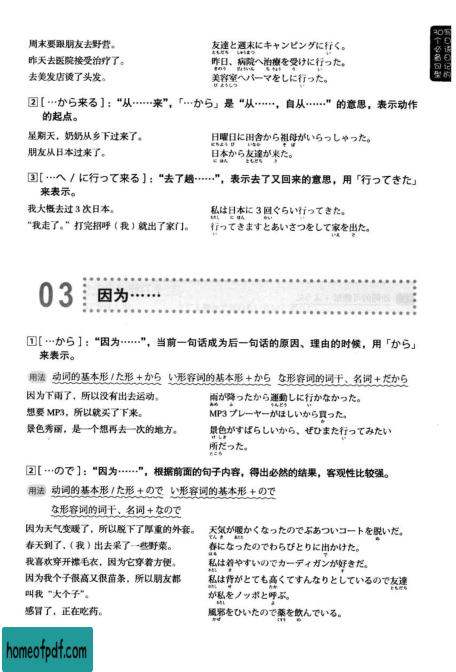 写日记的
30个必备句型
周末要跟朋友去野营。 友達と週末にキャンピングに行く。
昨天去医院接受治疗了。 昨日、病院へ治療を受けに行った。
去美发店烫了头发。 美容室へパーマをしに行った。
2［…から来る］：“从……来”，「…から」是“从……，自从……”的意思，表示动作
的起点。
星期天，奶奶从乡下过来了。 日曜日に田舎から祖母がいらっしゃった。
朋友从日本过来了。 日本から友達が来た。
3［…へ / に行って来る］：“去了趟……”，表示去了又回来的意思，用「行ってきた」
来表示。
我大概去过 3 次日本。 私は日本に 3 回ぐらい行ってきた。
“我走了。”打完招呼（我）就出了家门。 行ってきますとあいさつをして家を出た。
03 因为……
1［…から］：“因为……”，当前一句话成为后一句话的原因、理由的时候，用「から」
来表示。
用法 动词的基本形 / た形＋から い形容词的基本形＋から な形容词的词干、名词＋だから
因为下雨了，所以没有出去运动。 雨が降ったから運動しに行かなかった。
想要 MP3，所以就买了下来。 MP3 プレーヤーがほしいから買った。
景色秀丽，是一个想再去一次的地方。 景色がすばらしいから、ぜひまた行ってみたい
所だった。
2［…ので］：“因为……”，根据前面的句子内容，得出必然的结果，客观性比较强。
用法 动词的基本形 / た形＋ので い形容词的基本形＋ので
な形容词的词干、名词＋なので
因为天气变暖了，所以脱下了厚重的外套。 天気が暖かくなったのでぶあついコートを脱いだ。
春天到了，（我）出去采了一些野菜。 春になったのでわらびとりに出かけた。
我喜欢穿开襟毛衣，因为它穿着方便。 私は着やすいのでカーディガンが好きだ。
因为我个子很高又很苗条，所以朋友都 私は背がとても高くてすんなりとしているので友達
叫我“大个子”。 が私をノッポと呼ぶ。
感冒了，正在吃药。 風邪をひいたので薬を飲んでいる。
homeofpdf.com